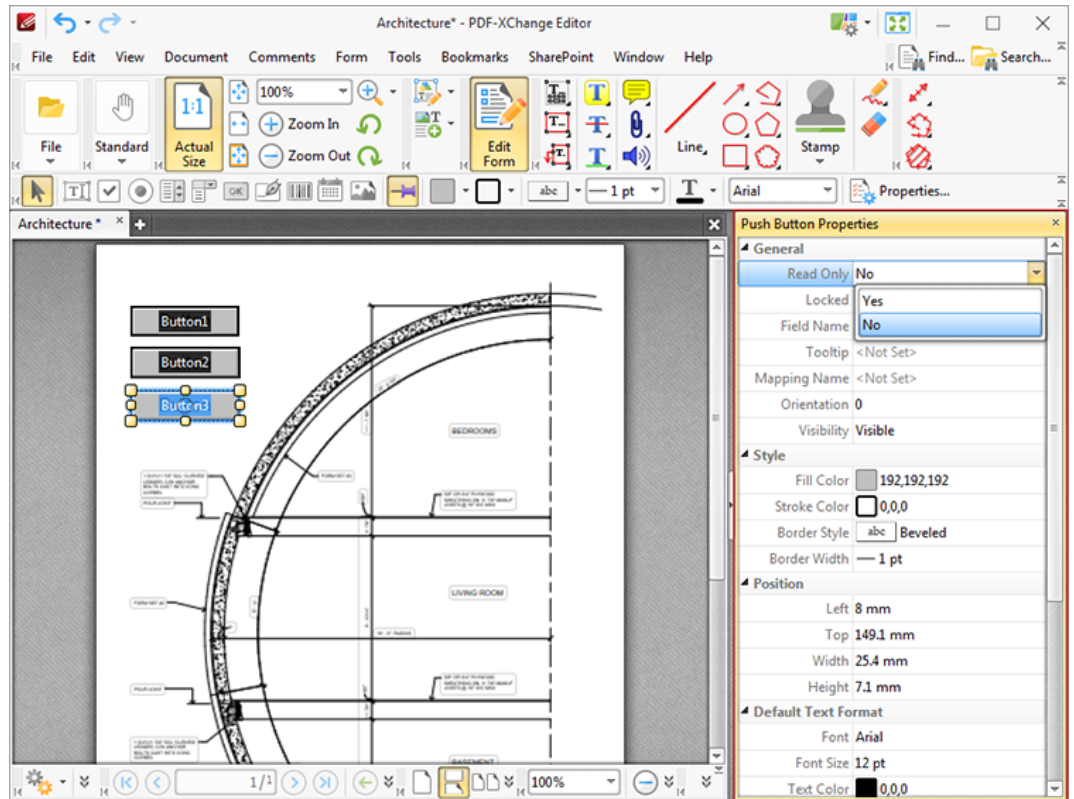 Architecture* - PDF-XChange Editor
File Edit View Document Comments Form Tools Bookmarks SharePoint Window Help Find... Search...
100%
1:1 Zoom In
File Standard Actual Size Zoom Out Edit Form Line Stamp
OK abc 1 pt T Arial Properties...
Architecture *
Push Button Properties
General
Read Only No
Locked Yes
Field Name No
Tooltip <Not Set>
Mapping Name <Not Set>
Orientation 0
Visibility Visible
Style
Fill Color 192,192,192
Stroke Color 0,0,0
Border Style abc Beveled
Border Width 1 pt
Position
Left 8 mm
Top 149.1 mm
Width 25.4 mm
Height 7.1 mm
Default Text Format
Font Arial
Font Size 12 pt
Text Color 0,0,0
Button1
Button2
Button3
BEDROOMS
LIVING ROOM
BASEMENT
1/1 100%